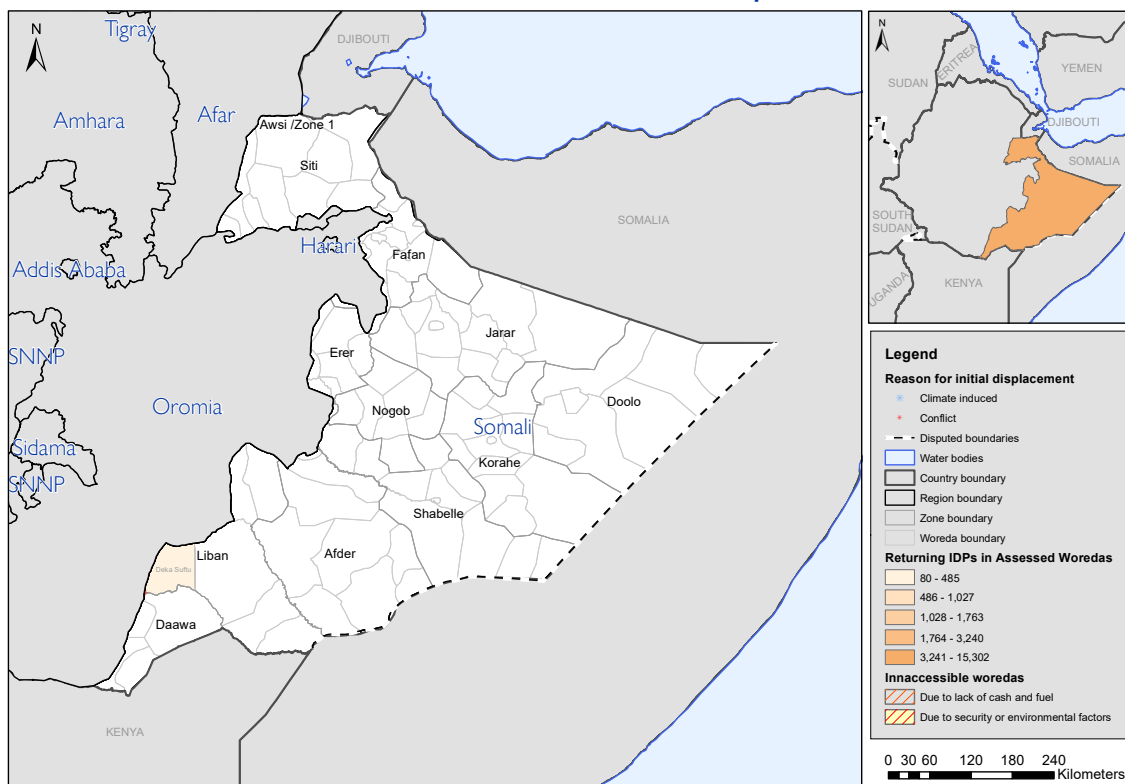 N
Tigray
DJIBOUTI
Amhara
Afar
Awsi /Zone 1
Siti
SOMALIA
Harari
Fafan
Addis Ababa
Jarar
SNNP
Erer
Doolo
Oromia
Nogob
Somali
Sidama
Korahe
SNNP
Shabelle
Liban
Afder
Deka Suftu
Daawa
KENYA
N
SUDAN
ERITREA
YEMEN
DJIBOUTI
SOMALIA
SOUTH
SUDAN
KENYA
UGANDA
Legend
Reason for initial displacement
Climate induced
Conflict
Disputed boundaries
Water bodies
Country boundary
Region boundary
Zone boundary
Woreda boundary
Returning IDPs in Assessed Woredas
80 - 485
486 - 1,027
1,028 - 1,763
1,764 - 3,240
3,241 - 15,302
Innaccessible woredas
Due to lack of cash and fuel
Due to security or environmental factors
0 30 60 120 180 240
Kilometers